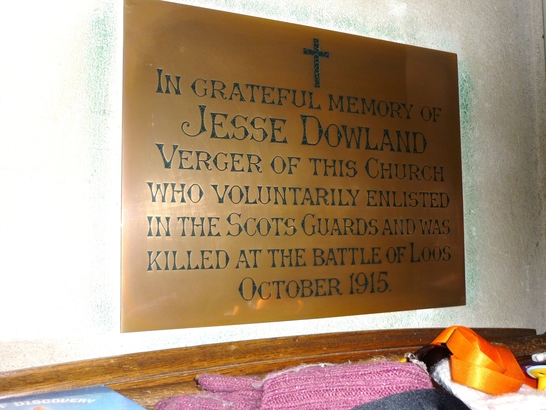 In grateful memory of
Jesse Dowland
Verger of this Church
who voluntarily enlisted
in the Scots Guards and was
killed at the battle of Loos
October 1915.
DISCOVERY